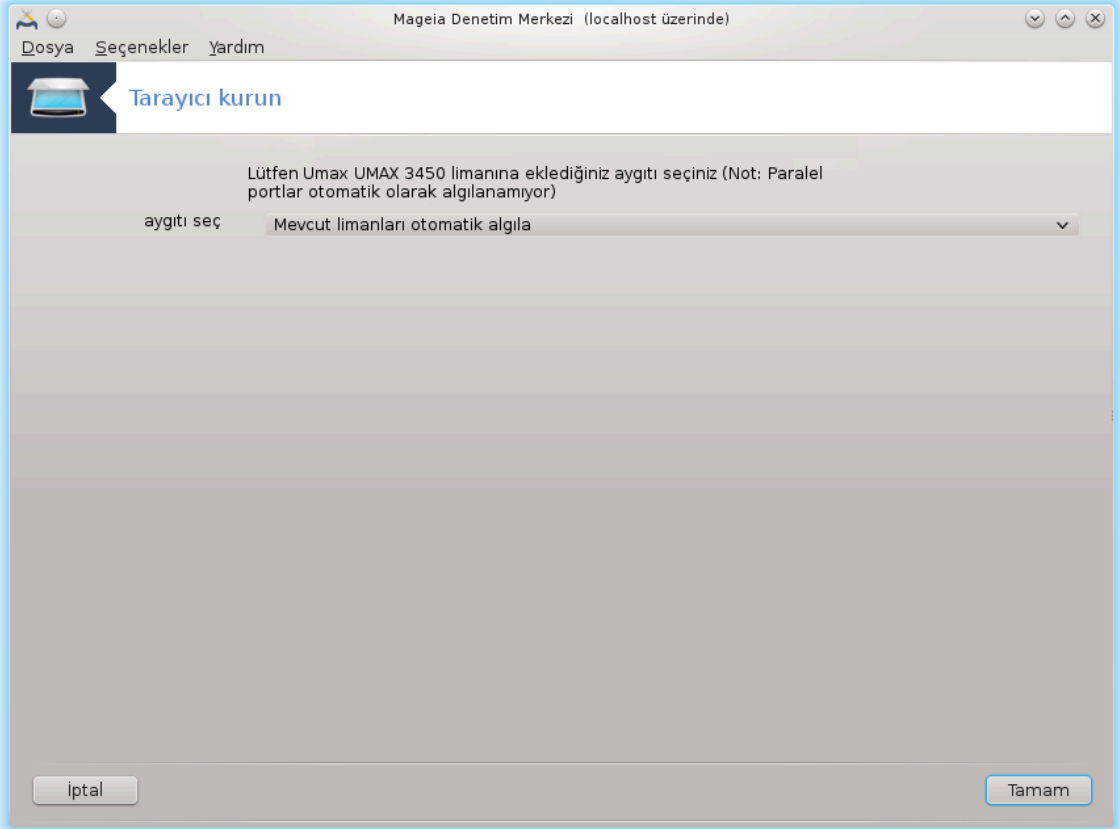 Mageia Denetim Merkezi (localhost üzerinde)
Dosya Seçenekler Yardım
Tarayıcı kurun
Lütfen Umax UMAX 3450 limanına eklediğiniz aygıtı seçiniz (Not: Paralel
portlar otomatik olarak algılanamıyor)
aygıtı seç Mevcut limanları otomatik algıla
İptal Tamam